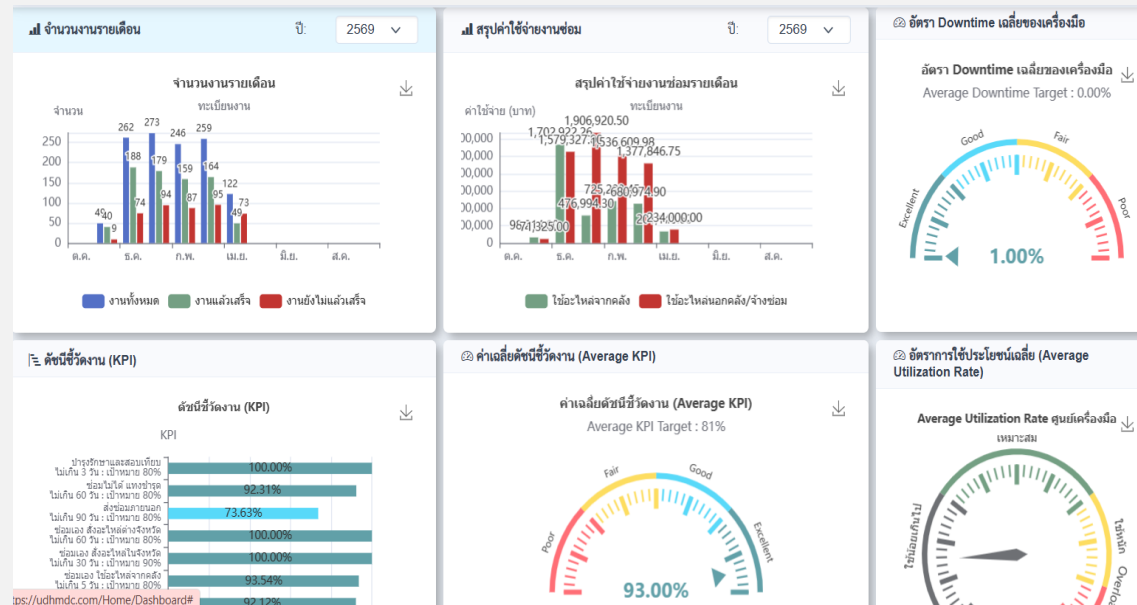 จำนวนงานรายเดือน
ปี:
2569
จำนวนงานรายเดือน
ทะเบียนงาน
จำนวน
250
200
150
100
50
0
262
273
246
259
188
179
159
164
122
74
94
87
95
73
40
9
49
ต.ค.
ธ.ค.
ก.พ.
เม.ย.
มิ.ย.
ส.ค.
งานทั้งหมด
งานแล้วเสร็จ
งานยังไม่แล้วเสร็จ
สรุปค่าใช้จ่ายงานซ่อม
ปี:
2569
สรุปค่าใช้จ่ายงานซ่อมรายเดือน
ทะเบียนงาน
ค่าใช้จ่าย (บาท)
1,906,920.50
1,377,846.75
476,994.30
234,000.00
0
ต.ค.
ธ.ค.
ก.พ.
เม.ย.
มิ.ย.
ส.ค.
ใช้อะไหล่จากคลัง
ใช้อะไหล่นอกคลัง/จ้างซ่อม
อัตรา Downtime เฉลี่ยของเครื่องมือ
อัตรา Downtime เฉลี่ยของเครื่องมือ
Average Downtime Target : 0.00%
Excellent
Good
Fair
Poor
1.00%
ดัชนีชี้วัดงาน (KPI)
ดัชนีชี้วัดงาน (KPI)
KPI
บำรุงรักษาและสอบเทียบ
ไม่เกิน 3 วัน : เป้าหมาย 80%
100.00%
ซ่อมไม่ได้ แทงชำรุด
ไม่เกิน 60 วัน : เป้าหมาย 80%
92.31%
ส่งซ่อมภายนอก
ไม่เกิน 90 วัน : เป้าหมาย 80%
73.63%
ซ่อมเอง สั่งอะไหล่ต่างจังหวัด
ไม่เกิน 60 วัน : เป้าหมาย 80%
100.00%
ซ่อมเอง สั่งอะไหล่ในจังหวัด
ไม่เกิน 30 วัน : เป้าหมาย 90%
100.00%
ซ่อมเอง ใช้อะไหล่จากคลัง
ไม่เกิน 5 วัน : เป้าหมาย 80%
93.54%
92.12%
tps://udhmdc.com/Home/Dashboard#
ค่าเฉลี่ยดัชนีชี้วัดงาน (Average KPI)
ค่าเฉลี่ยดัชนีชี้วัดงาน (Average KPI)
Average KPI Target : 81%
Poor
Fair
Good
Excellent
93.00%
อัตราการใช้ประโยชน์เฉลี่ย (Average
Utilization Rate)
Average Utilization Rate ศูนย์เครื่องมือ
เหมาะสม
ใช้น้อยเกินไป
ใช้หนัก